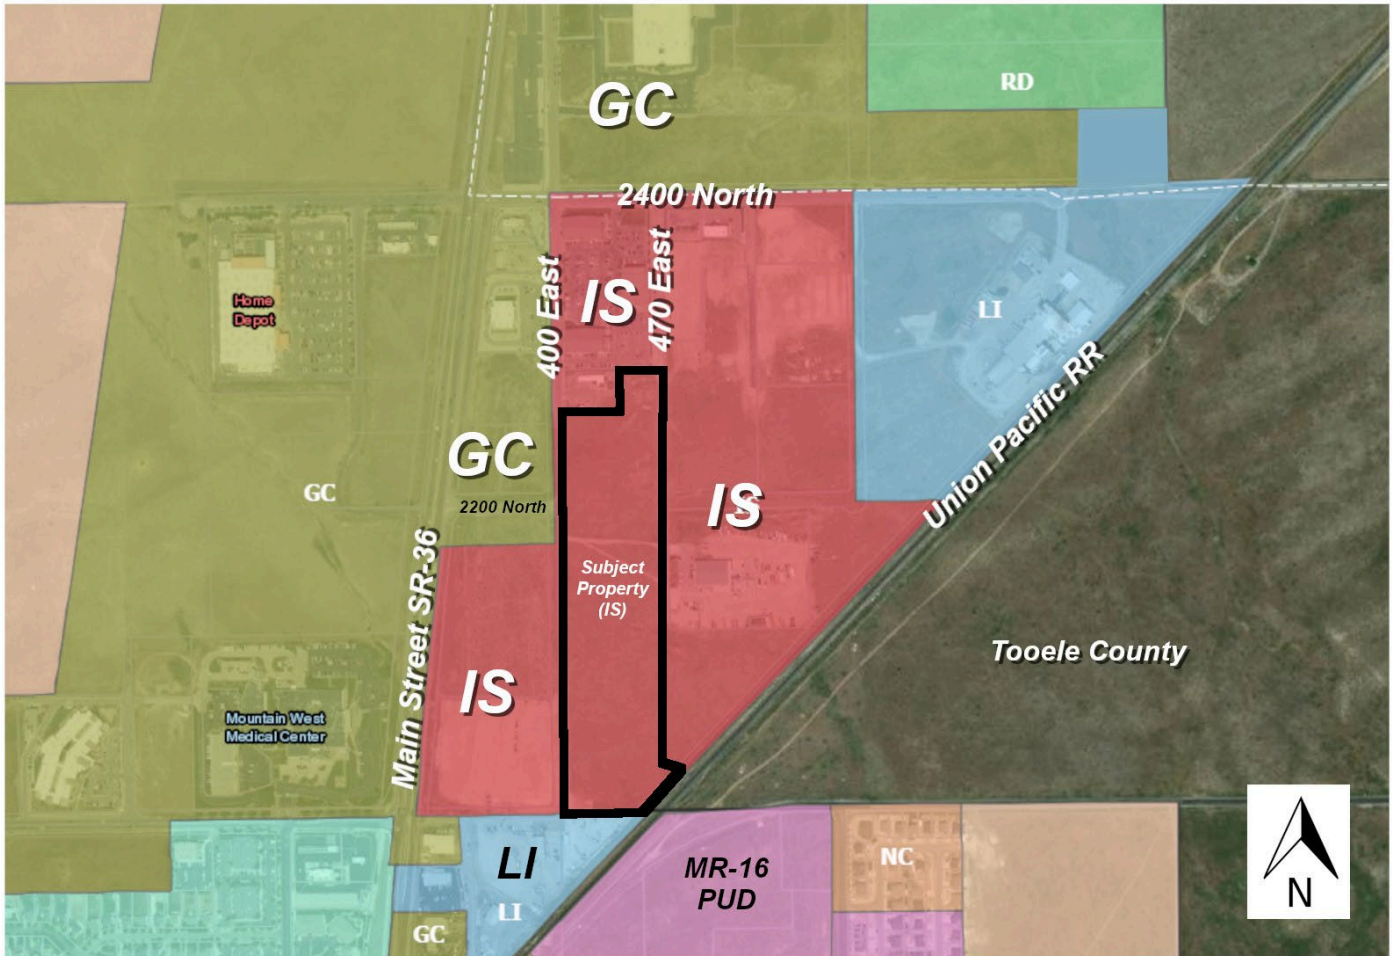 GC
RD
2400 North
400 East
IS
470 East
Home
Depot
LI
Union Pacific RR
GC
2200 North
GC
IS
Main Street SR-36
Subject
Property
(IS)
IS
Tooele County
Mountain West
Medical Center
LI
MR-16
PUD
NC
LI
GC
N